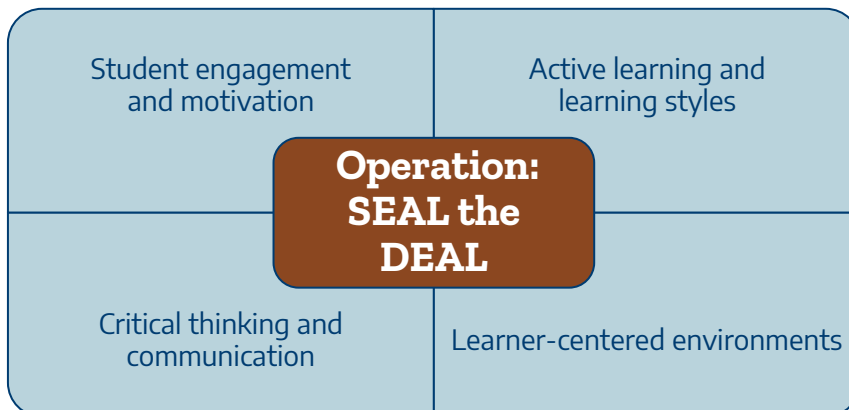 Student engagement
and motivation
Active learning and
learning styles
Operation:
SEAL the
DEAL
Critical thinking and
communication
Learner-centered environments